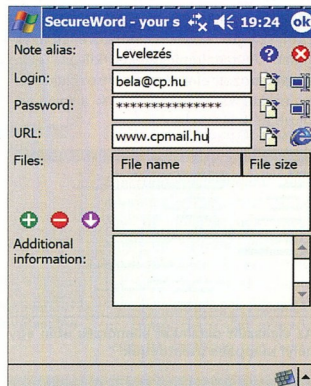 SecureWord - your s 19:24 ok
Note alias: Levelezés
Login: bela@cp.hu
Password: ***************
URL: www.cpmail.hu
Files: File name File size
Additional
information: